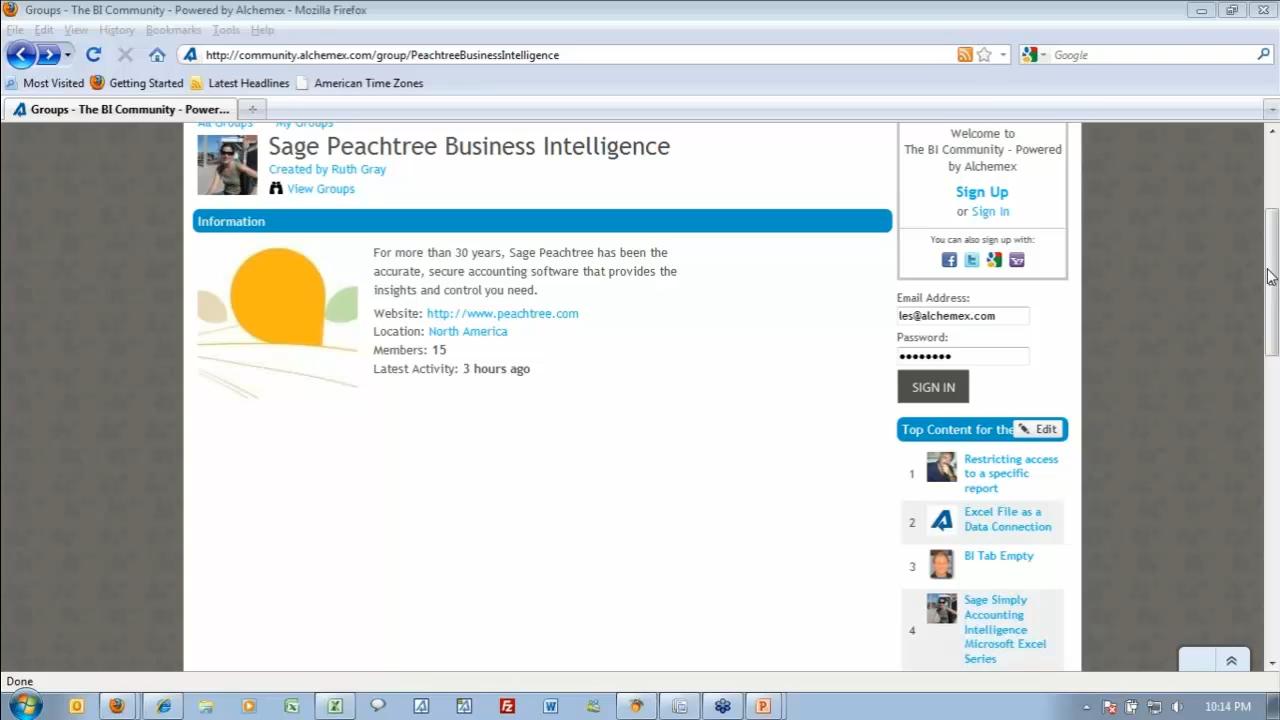 Groups - The BI Community - Powered by Alchemex - Mozilla Firefox
File Edit View History Bookmarks Tools Help
http://community.alchemex.com/group/PeachtreeBusinessIntelligence
Google
Most Visited Getting Started Latest Headlines American Time Zones
Groups - The BI Community - Power...
All Groups My Groups
Sage Peachtree Business Intelligence
Created by Ruth Gray
View Groups
Information
For more than 30 years, Sage Peachtree has been the
accurate, secure accounting software that provides the
insights and control you need.
Website: http://www.peachtree.com
Location: North America
Members: 15
Latest Activity: 3 hours ago
Welcome to
The BI Community - Powered
by Alchemex
Sign Up
or Sign In
You can also sign up with:
Email Address:
les@alchemex.com
Password:
••••••••
SIGN IN
Top Content for the Edit
1 Restricting access
to a specific
report
2 Excel File as a
Data Connection
3 BI Tab Empty
4 Sage Simply
Accounting
Intelligence
Microsoft Excel
Series
Done
10:14 PM